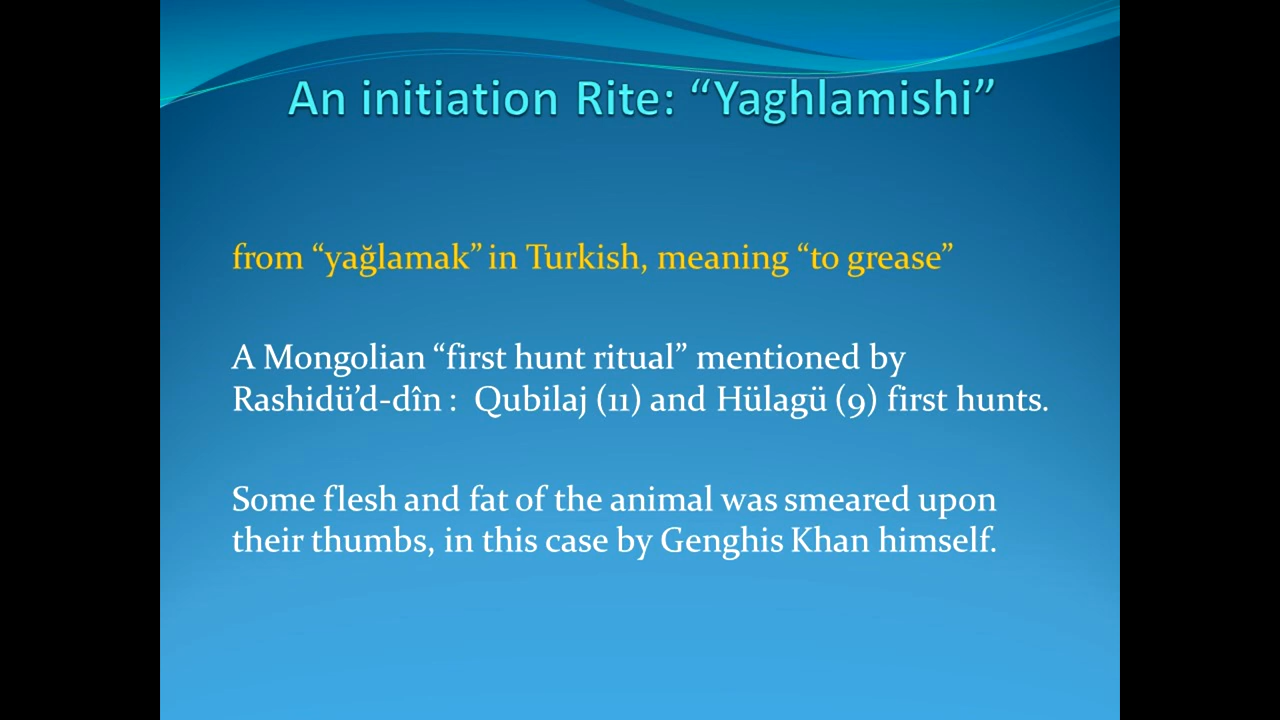 An initiation Rite: “Yaghlamishi”
from “yağlamak” in Turkish, meaning “to grease”
A Mongolian “first hunt ritual” mentioned by
Rashidü’d-dîn : Qubilaj (11) and Hülagü (9) first hunts.
Some flesh and fat of the animal was smeared upon
their thumbs, in this case by Genghis Khan himself.